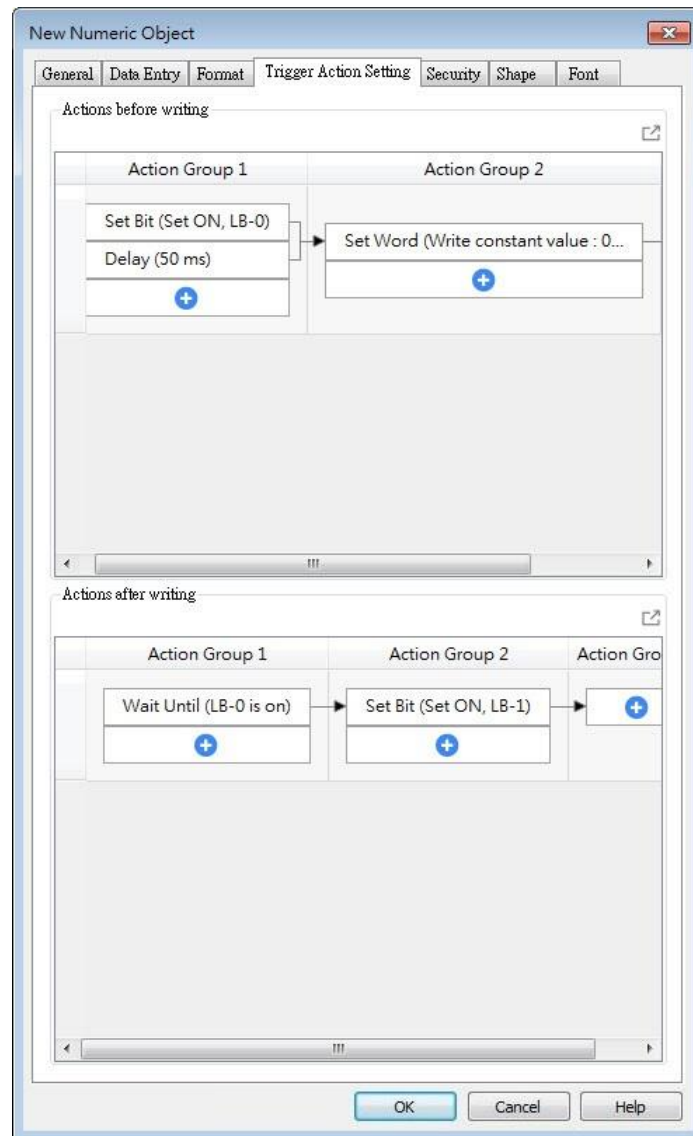 New Numeric Object
General Data Entry Format Trigger Action Setting Security Shape Font
Actions before writing
Action Group 1 Action Group 2
Set Bit (Set ON, LB-0)
Delay (50 ms)
Set Word (Write constant value : 0...
Actions after writing
Action Group 1 Action Group 2 Action Gro
Wait Until (LB-0 is on) Set Bit (Set ON, LB-1)
OK Cancel Help